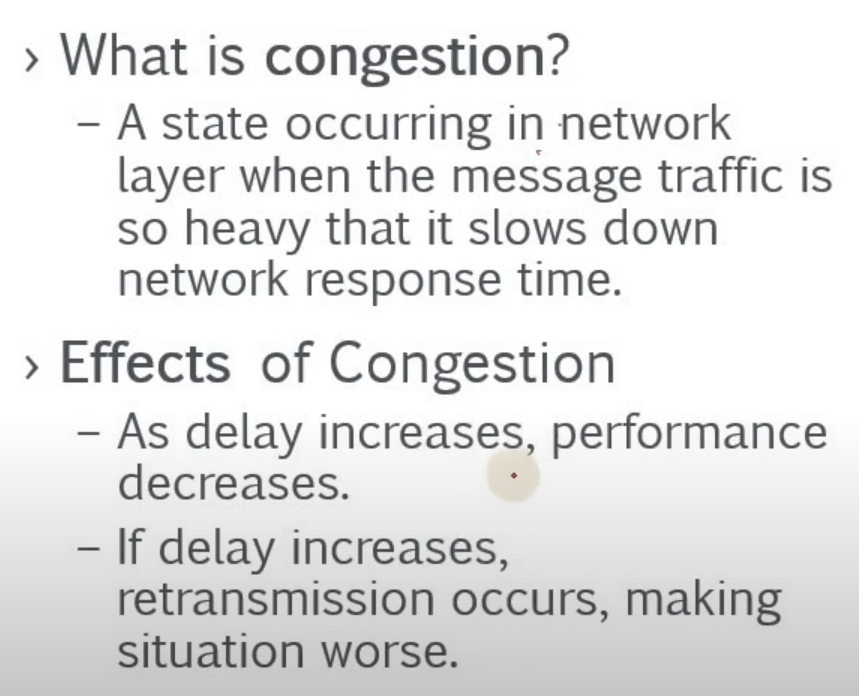 › What is congestion?
– A state occurring in network
layer when the message traffic is
so heavy that it slows down
network response time.
› Effects of Congestion
– As delay increases, performance
decreases.
– If delay increases,
retransmission occurs, making
situation worse.